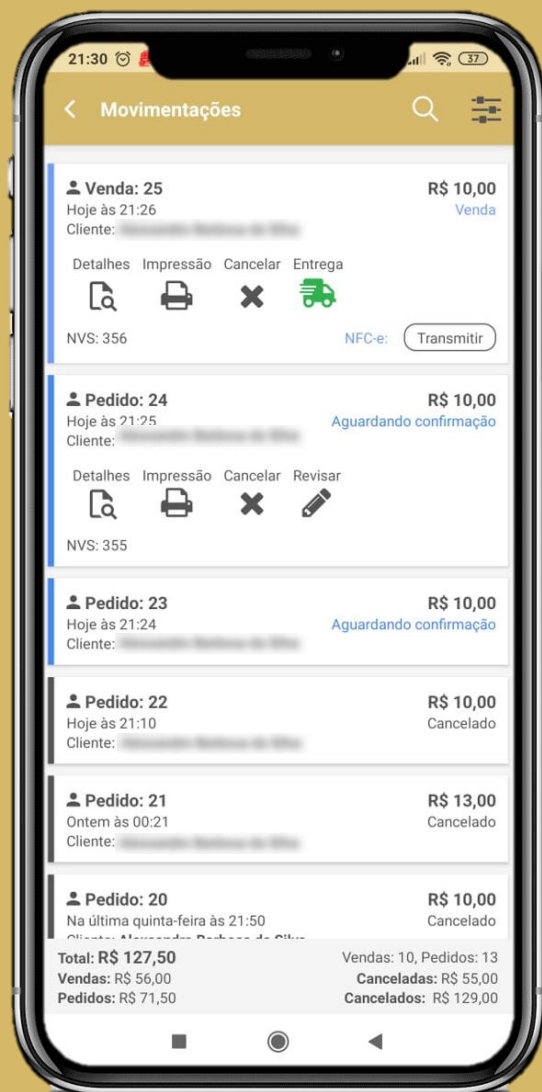 21:30
37
Movimentações
Venda: 25 R$ 10,00
Hoje às 21:26 Venda
Cliente:
Detalhes Impressão Cancelar Entrega
NVS: 356 NFC-e: Transmitir
Pedido: 24 R$ 10,00
Hoje às 21:25 Aguardando confirmação
Cliente:
Detalhes Impressão Cancelar Revisar
NVS: 355
Pedido: 23 R$ 10,00
Hoje às 21:24 Aguardando confirmação
Cliente:
Pedido: 22 R$ 10,00
Hoje às 21:10 Cancelado
Cliente:
Pedido: 21 R$ 13,00
Ontem às 00:21 Cancelado
Cliente:
Pedido: 20 R$ 10,00
Na última quinta-feira às 21:50 Cancelado
Total: R$ 127,50 Vendas: 10, Pedidos: 13
Vendas: R$ 56,00 Canceladas: R$ 55,00
Pedidos: R$ 71,50 Cancelados: R$ 129,00